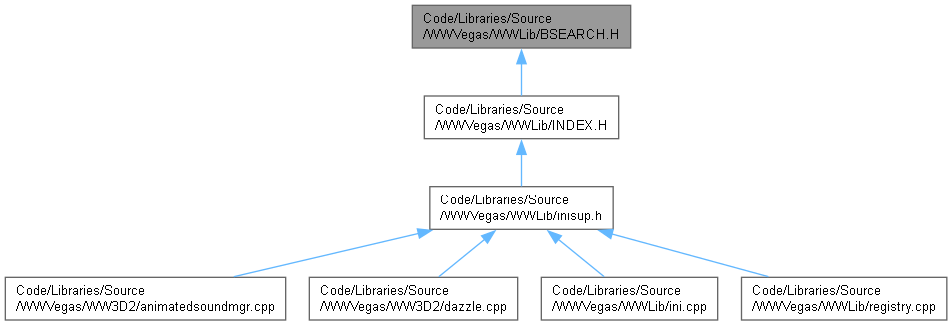 Code/Libraries/Source
/WWVegas/WWLib/BSEARCH.H
Code/Libraries/Source
/WWVegas/WWLib/INDEX.H
Code/Libraries/Source
/WWVegas/WWLib/inisup.h
Code/Libraries/Source
/WWVegas/WW3D2/animatedsoundmgr.cpp
Code/Libraries/Source
/WWVegas/WW3D2/dazzle.cpp
Code/Libraries/Source
/WWVegas/WWLib/ini.cpp
Code/Libraries/Source
/WWVegas/WWLib/registry.cpp